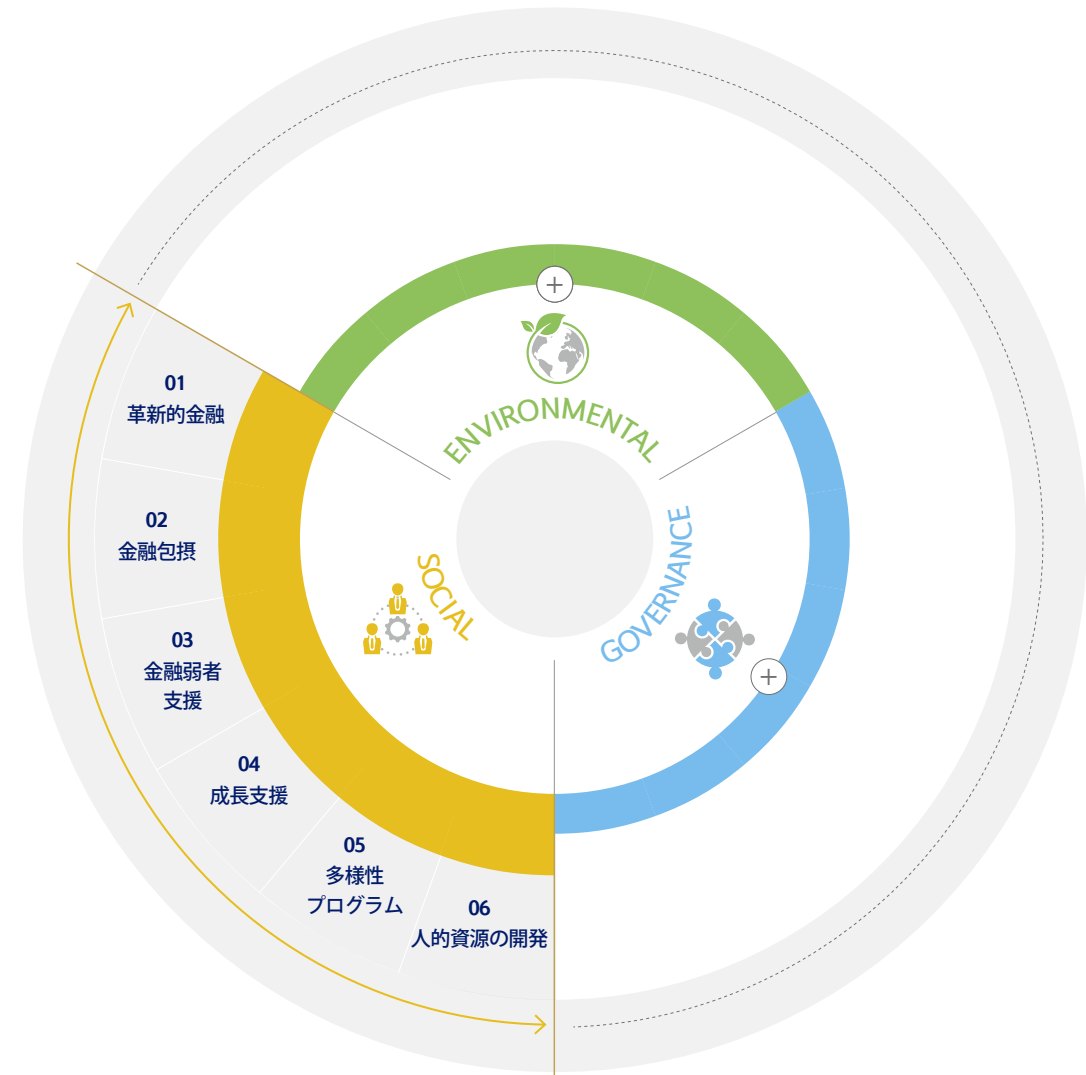 ENVIRONMENTAL
GOVERNANCE
SOCIAL
01
革新的金融
02
金融包摂
03
金融弱者
支援
04
成長支援
05
多様性
プログラム
06
人的資源の開発